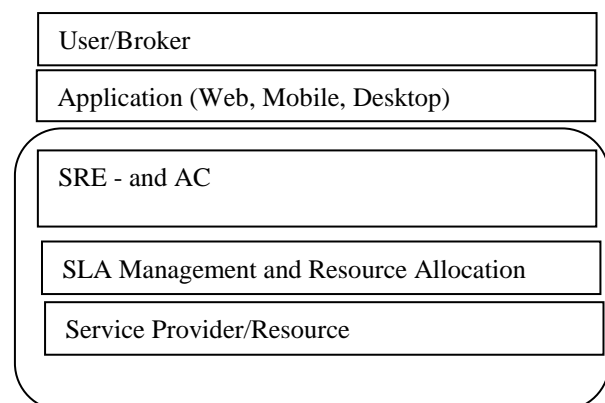 User/Broker
Application (Web, Mobile, Desktop)
SRE - and AC
SLA Management and Resource Allocation
Service Provider/Resource